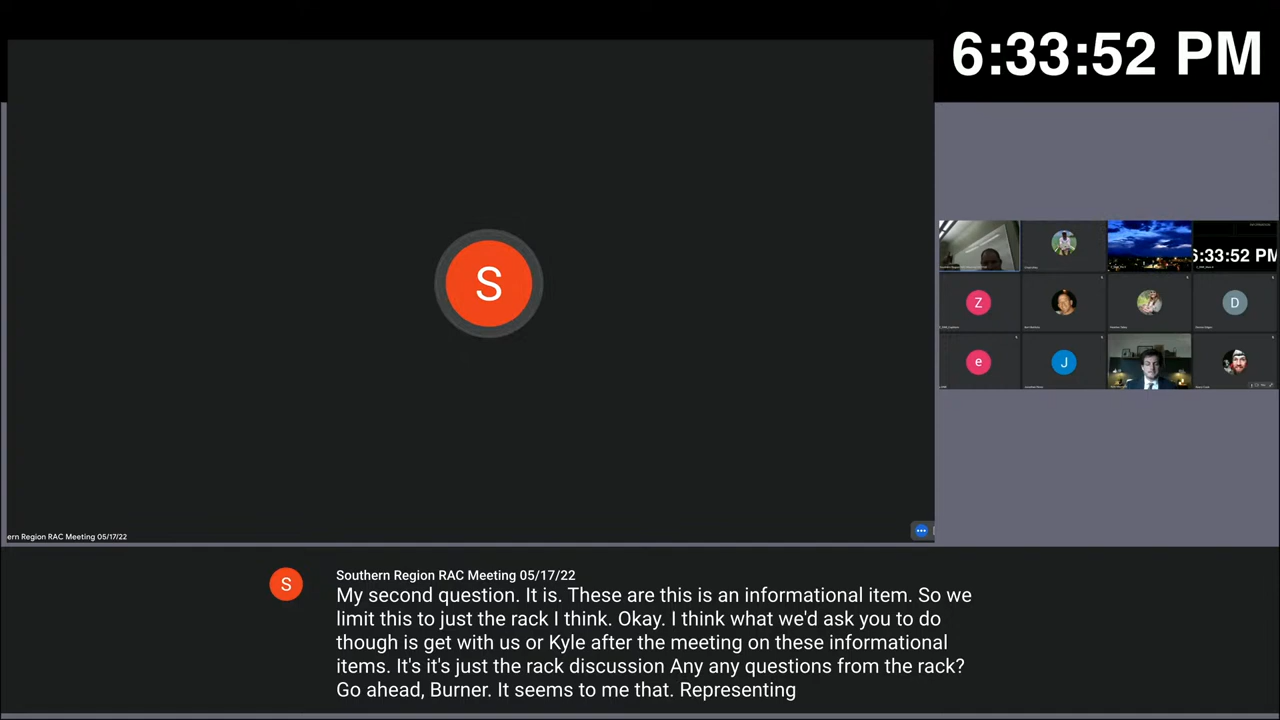 6:33:52 PM
S
6:33:52 PM
Z
D
e
J
ern Region RAC Meeting 05/17/22
S
Southern Region RAC Meeting 05/17/22
My second question. It is. These are this is an informational item. So we
limit this to just the rack I think. Okay. I think what we'd ask you to do
though is get with us or Kyle after the meeting on these informational
items. It's it's just the rack discussion Any any questions from the rack?
Go ahead, Burner. It seems to me that. Representing